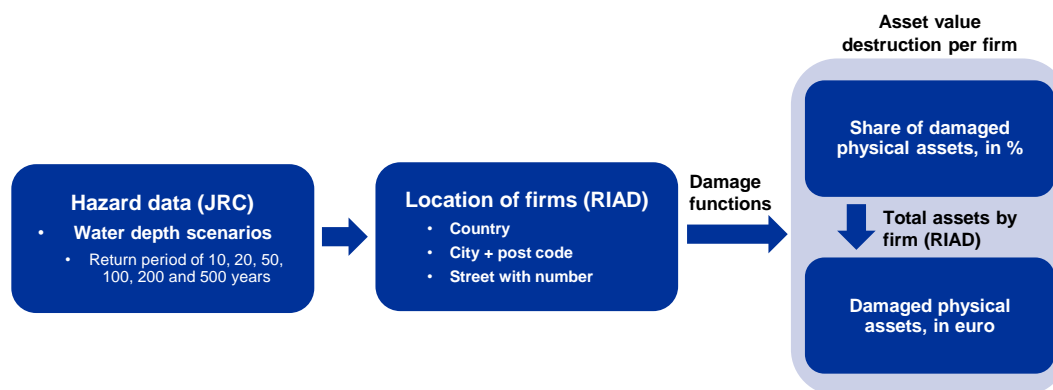 Asset value
destruction per firm
Hazard data (JRC)
• Water depth scenarios
• Return period of 10, 20, 50,
100, 200 and 500 years
Location of firms (RIAD)
• Country
• City + post code
• Street with number
Damage
functions
Share of damaged
physical assets, in %
Total assets by
firm (RIAD)
Damaged physical
assets, in euro